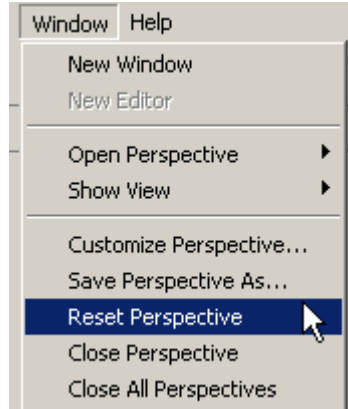 Window Help
New Window
New Editor
Open Perspective
Show View
Customize Perspective...
Save Perspective As...
Reset Perspective
Close Perspective
Close All Perspectives